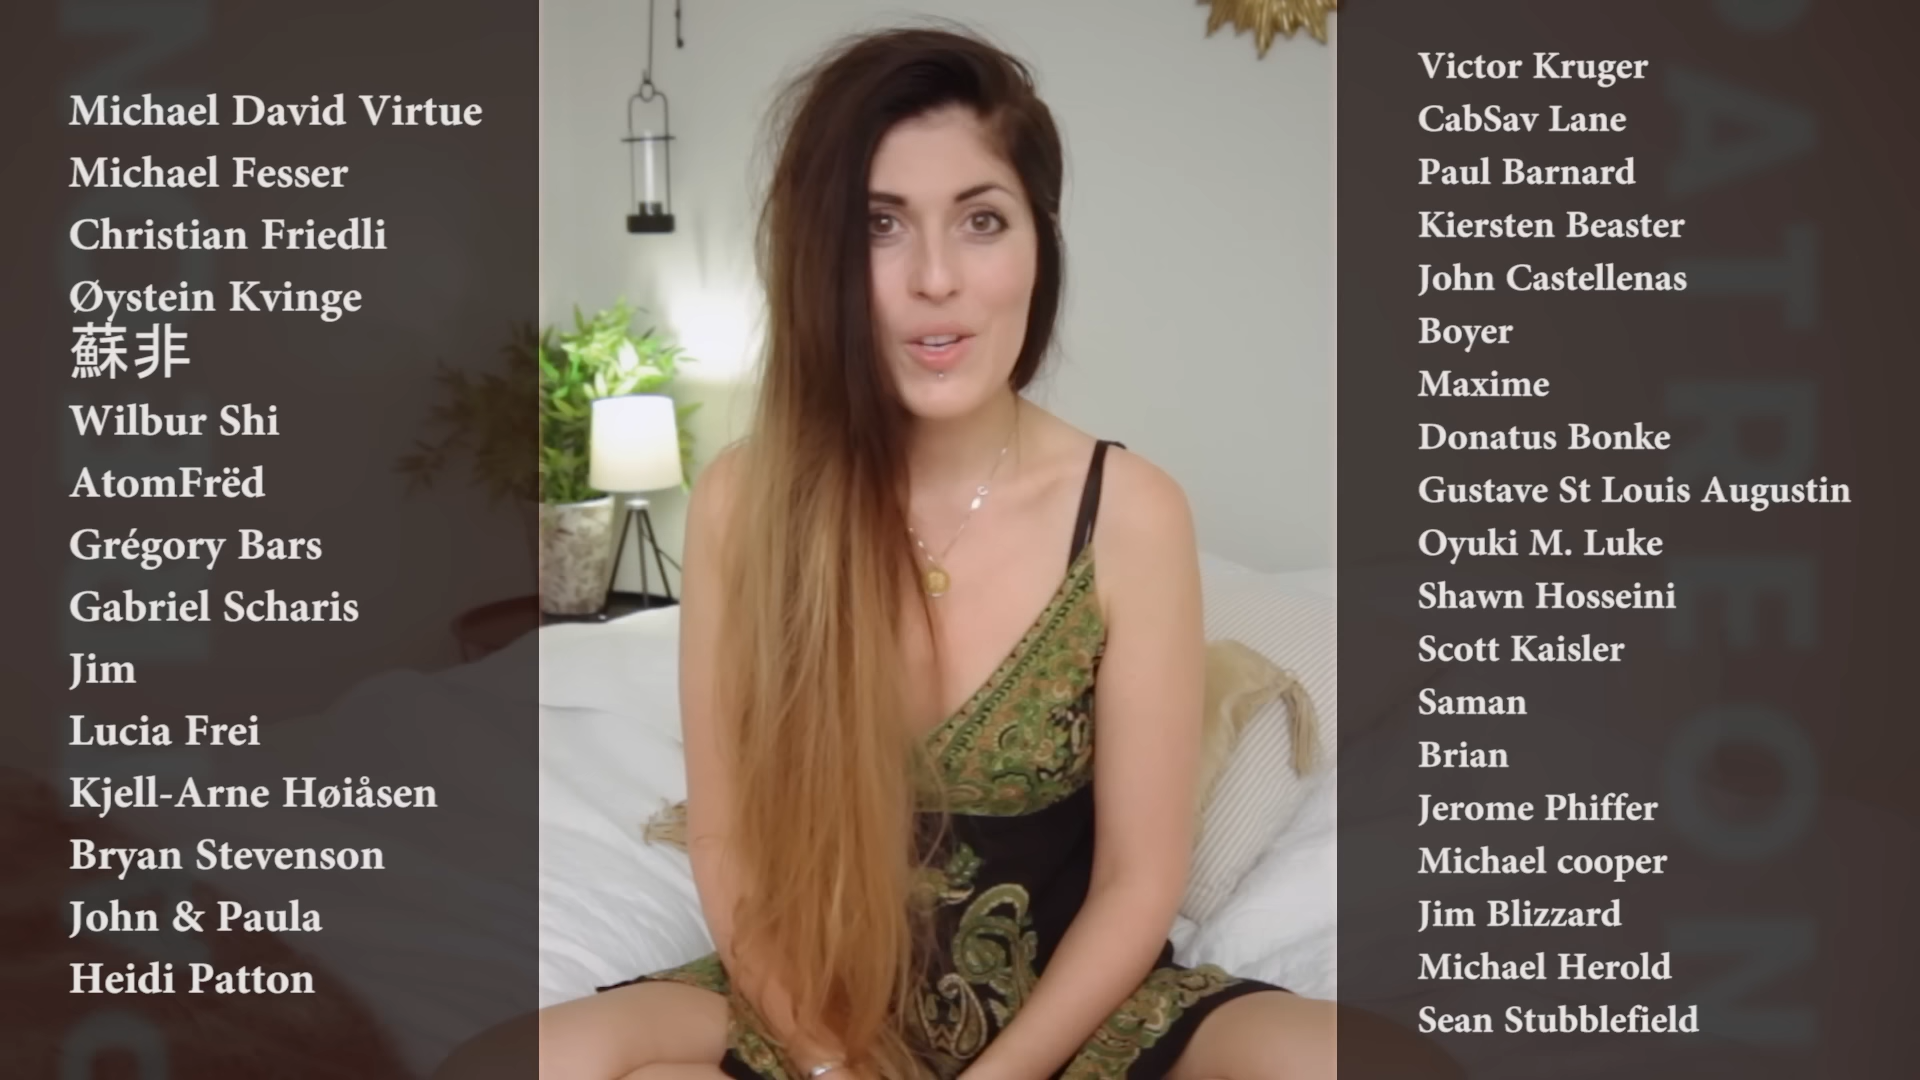 Michael David Virtue
Michael Fesser
Christian Friedli
Øystein Kvinge
蘇非
Wilbur Shi
AtomFrëd
Grégory Bars
Gabriel Scharis
Jim
Lucia Frei
Kjell-Arne Høiåsen
Bryan Stevenson
John & Paula
Heidi Patton
Victor Kruger
CabSav Lane
Paul Barnard
Kiersten Beaster
John Castellenas
Boyer
Maxime
Donatus Bonke
Gustave St Louis Augustin
Oyuki M. Luke
Shawn Hosseini
Scott Kaisler
Saman
Brian
Jerome Phiffer
Michael cooper
Jim Blizzard
Michael Herold
Sean Stubblefield
PATREON